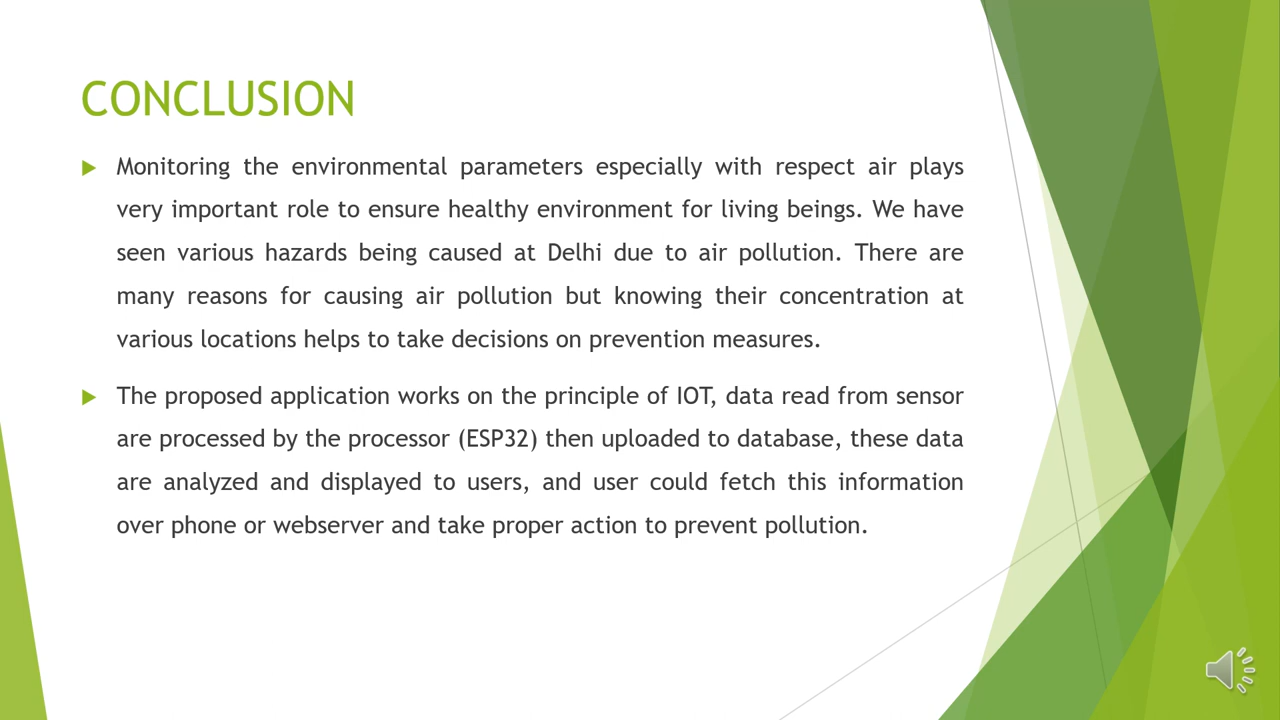 CONCLUSION
Monitoring the environmental parameters especially with respect air plays
very important role to ensure healthy environment for living beings. We have
seen various hazards being caused at Delhi due to air pollution. There are
many reasons for causing air pollution but knowing their concentration at
various locations helps to take decisions on prevention measures.
The proposed application works on the principle of IOT, data read from sensor
are processed by the processor (ESP32) then uploaded to database, these data
are analyzed and displayed to users, and user could fetch this information
over phone or webserver and take proper action to prevent pollution.